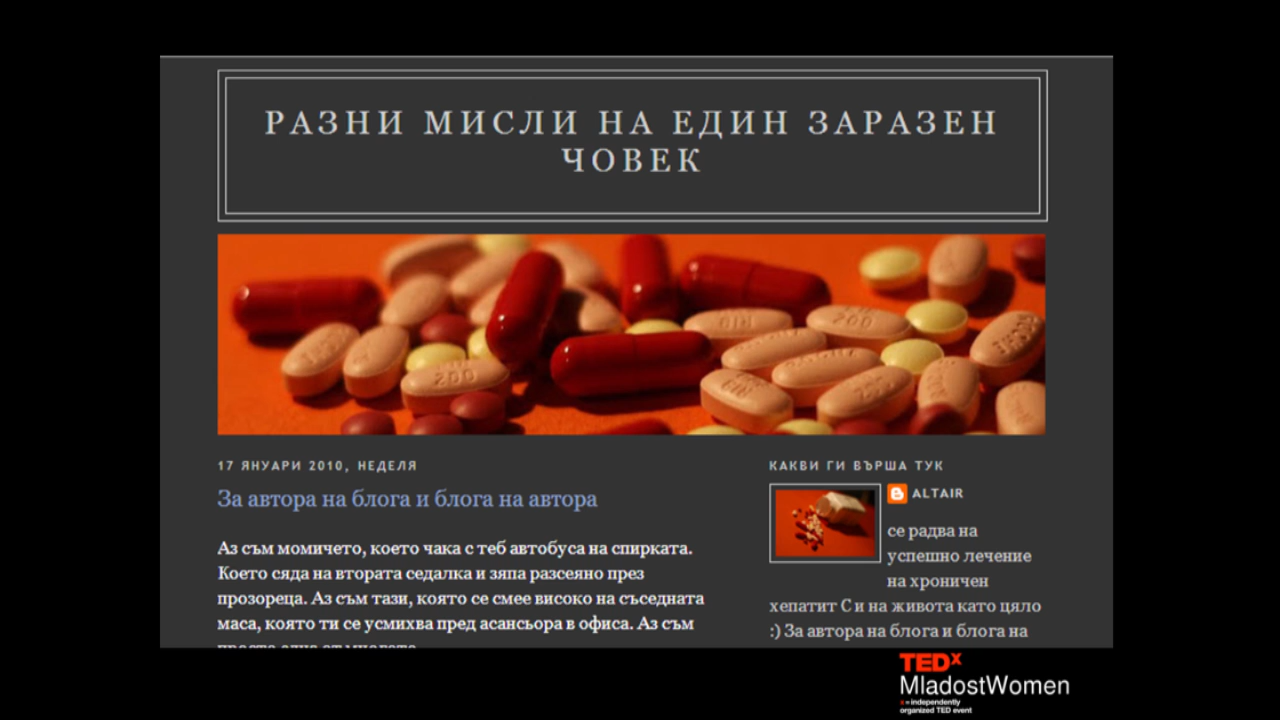 РАЗНИ МИСЛИ НА ЕДИН ЗАРАЗЕН
ЧОВЕК
200
200
17 ЯНУАРИ 2010, НЕДЕЛЯ
За автора на блога и блога на автора
Аз съм момичето, което чака с теб автобуса на спирката.
Което сяда на втората седалка и зяпа разсеяно през
прозореца. Аз съм тази, която се смее високо на съседната
маса, която ти се усмихва пред асансьора в офиса. Аз съм
КАКВИ ГИ ВЪРША ТУК
ALTAIR
се радва на
успешно лечение
на хроничен
хепатит С и на живота като цяло
:) За автора на блога и блога на
TEDx
MladostWomen
x = independently
organized TED event